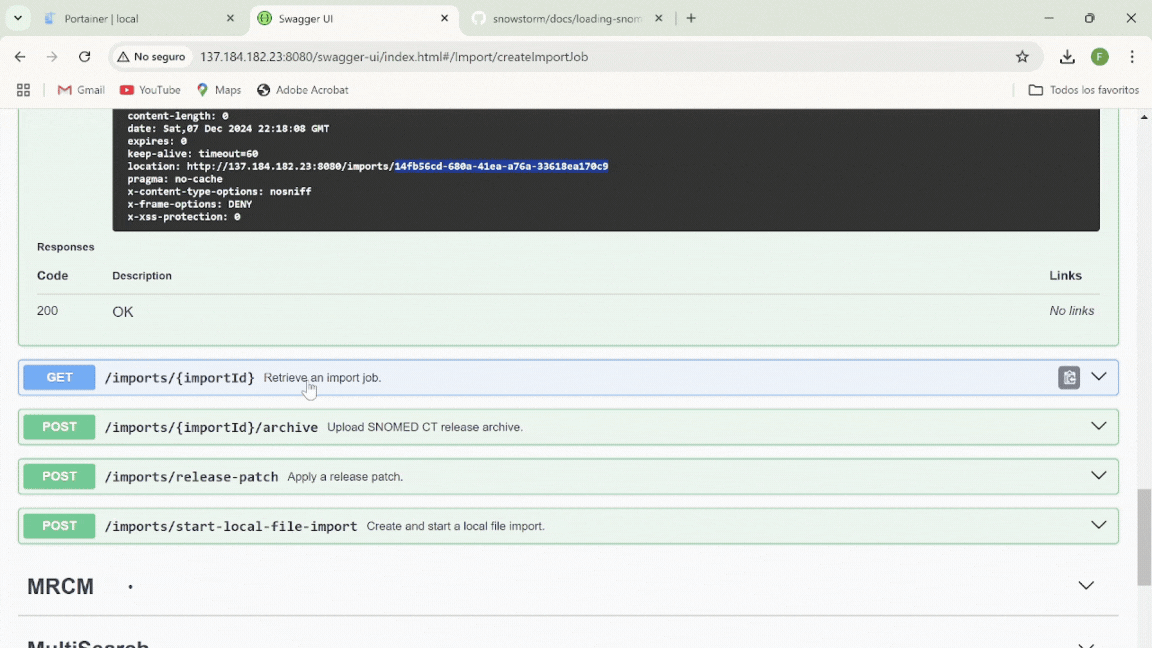 Portainer | local
Swagger UI
snowstorm/docs/loading-snom
No seguro
137.184.182.23:8080/swagger-ui/index.html#/Import/createImportJob
F
Gmail
YouTube
Maps
Adobe Acrobat
Todos los favoritos
content-length: 0
date: Sat,07 Dec 2024 22:18:08 GMT
expires: 0
keep-alive: timeout=60
location: http://137.184.182.23:8080/imports/14fb56cd-680a-41ea-a76a-33618ea170c9
pragma: no-cache
x-content-type-options: nosniff
x-frame-options: DENY
x-xss-protection: 0
Responses
Code Description Links
200 OK No links
GET /imports/{importId} Retrieve an import job.
POST /imports/{importId}/archive Upload SNOMED CT release archive.
POST /imports/release-patch Apply a release patch.
POST /imports/start-local-file-import Create and start a local file import.
MRCM
MultiSearch